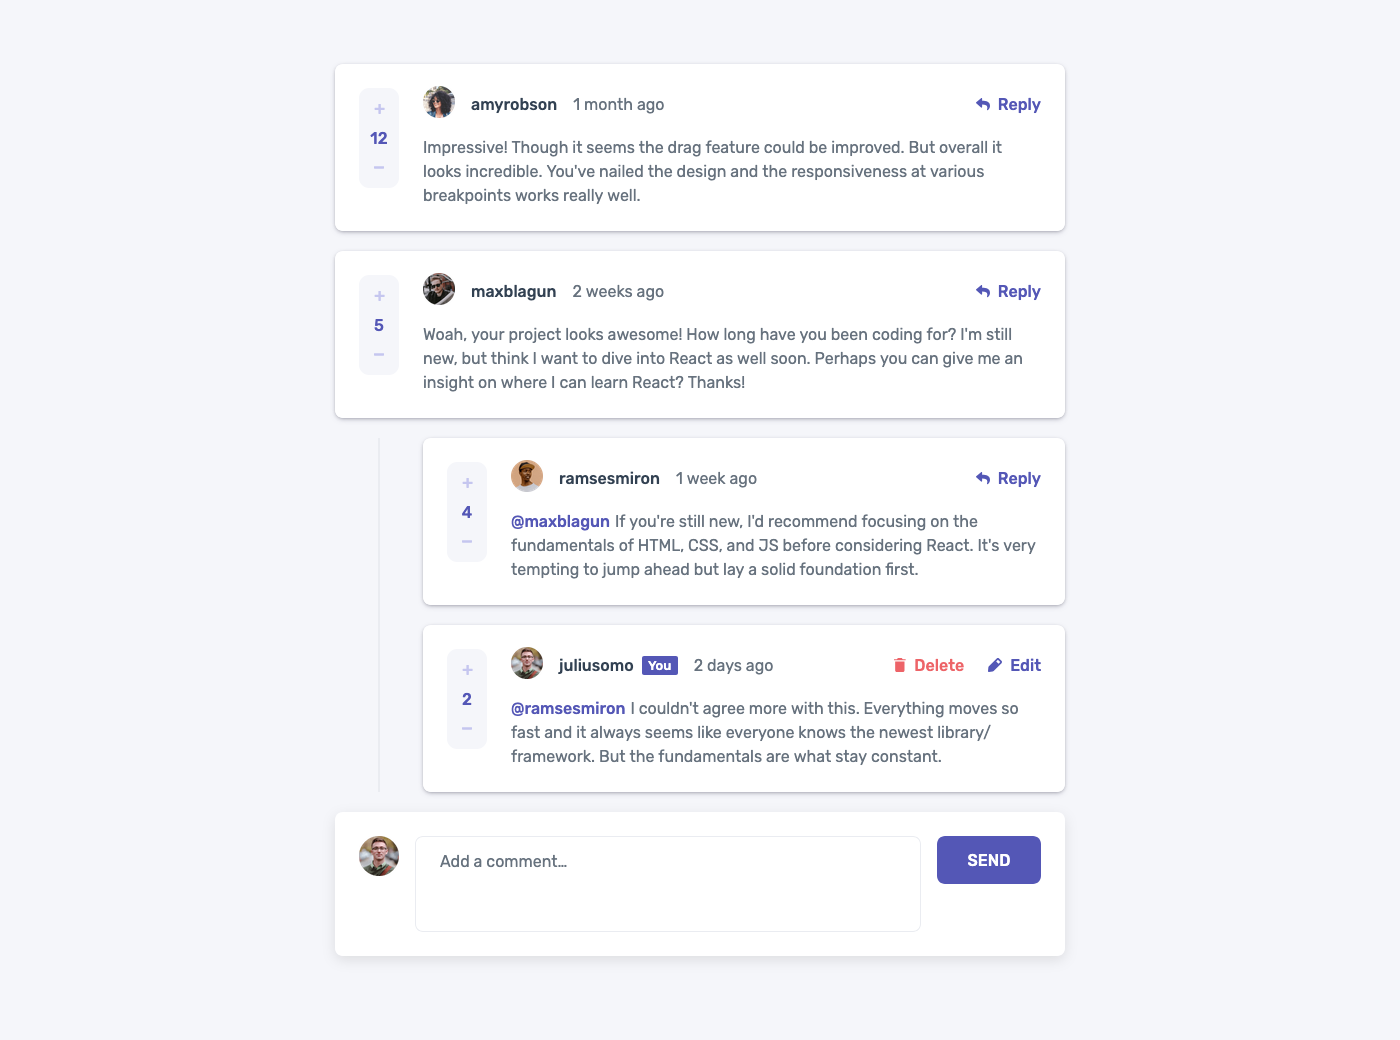 +
12
−
amyrobson 1 month ago Reply
Impressive! Though it seems the drag feature could be improved. But overall it
looks incredible. You've nailed the design and the responsiveness at various
breakpoints works really well.
+
5
−
maxblagun 2 weeks ago Reply
Woah, your project looks awesome! How long have you been coding for? I'm still
new, but think I want to dive into React as well soon. Perhaps you can give me an
insight on where I can learn React? Thanks!
+
4
−
ramsesmiron 1 week ago Reply
@maxblagun If you're still new, I'd recommend focusing on the
fundamentals of HTML, CSS, and JS before considering React. It's very
tempting to jump ahead but lay a solid foundation first.
+
2
−
juliusomo You 2 days ago Delete Edit
@ramsesmiron I couldn't agree more with this. Everything moves so
fast and it always seems like everyone knows the newest library/
framework. But the fundamentals are what stay constant.
Add a comment…
SEND